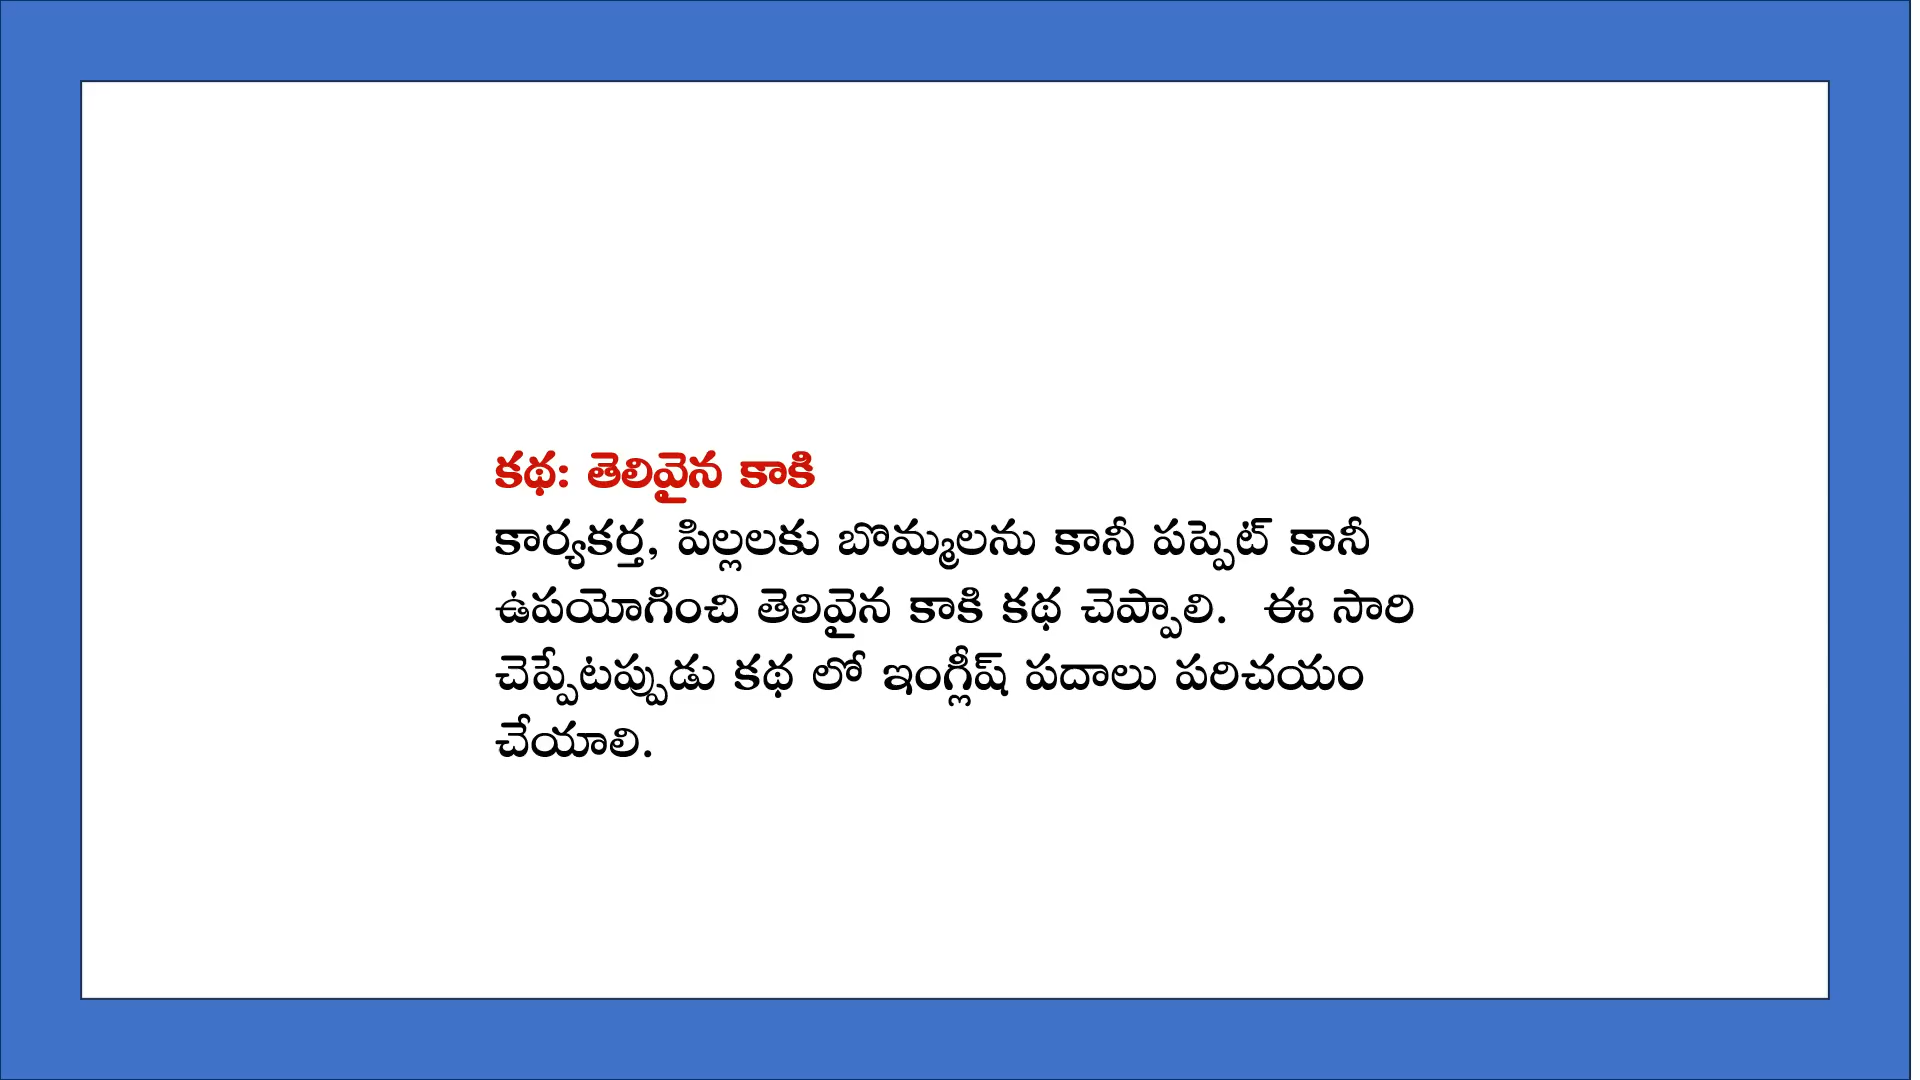 కథ: తెలివైన కాకి
కార్యకర్త, పిల్లలకు బొమ్మలను కానీ పప్పెట్ కానీ
ఉపయోగించి తెలివైన కాకి కథ చెప్పాలి.  ఈ సారి
చెప్పేటప్పుడు కథ లో ఇంగ్లీష్ పదాలు పరిచయం
చేయాలి.